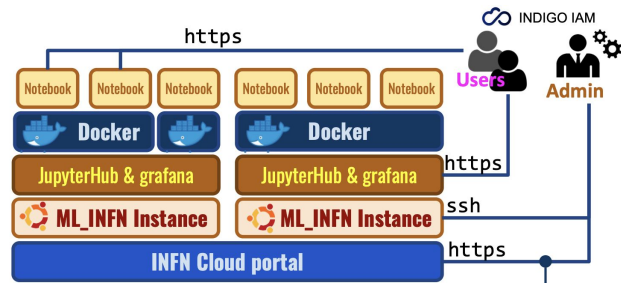 INDIGO IAM
https
Notebook Notebook Notebook Notebook Notebook Notebook
Users
Admin
Docker Docker
https
JupyterHub & grafana JupyterHub & grafana
ssh
ML_INFN Instance ML_INFN Instance
https
INFN Cloud portal